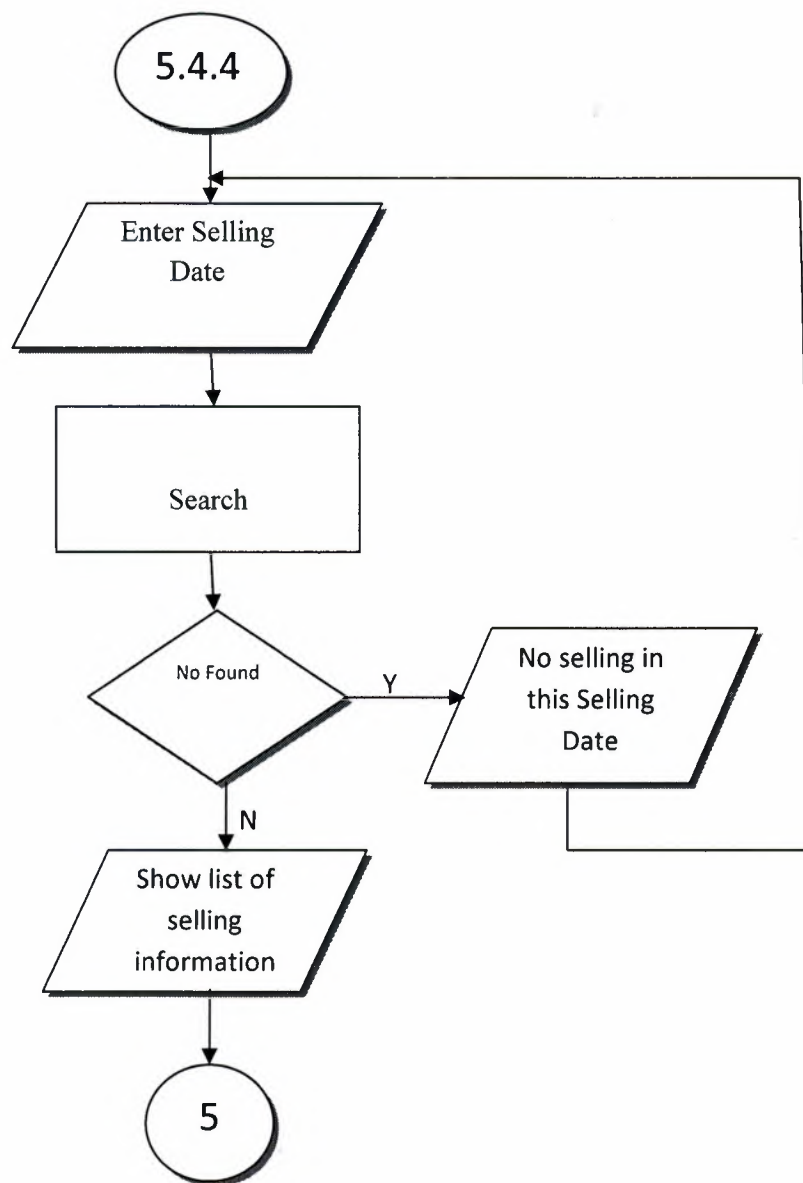 5.4.4
Enter Selling
Date
Search
No Found
Y
No selling in
this Selling
Date
N
Show list of
selling
information
5